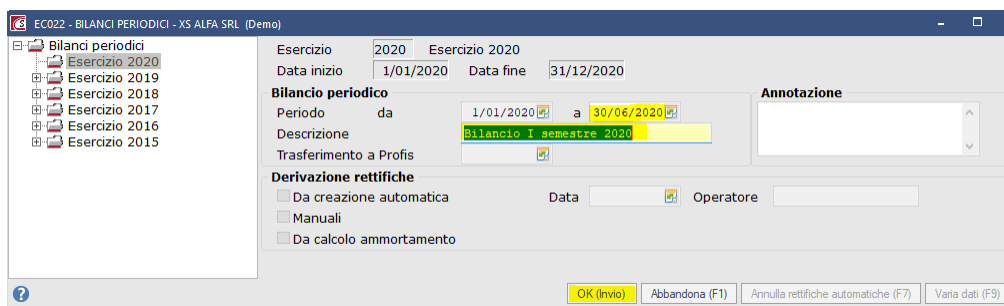 EC022 - BILANCI PERIODICI - XS ALFA SRL (Demo)
Bilanci periodici
Esercizio 2020
Esercizio 2019
Esercizio 2018
Esercizio 2017
Esercizio 2016
Esercizio 2015
Esercizio 2020 Esercizio 2020
Data inizio 1/01/2020 Data fine 31/12/2020
Bilancio periodico
Periodo da 1/01/2020 a 30/06/2020
Descrizione Bilancio I semestre 2020
Trasferimento a Profis
Annotazione
Derivazione rettifiche
Da creazione automatica Data Operatore
Manuali
Da calcolo ammortamento
? OK (Invio) Abbandona (F1) Annulla rettifiche automatiche (F7) Varia dati (F9)